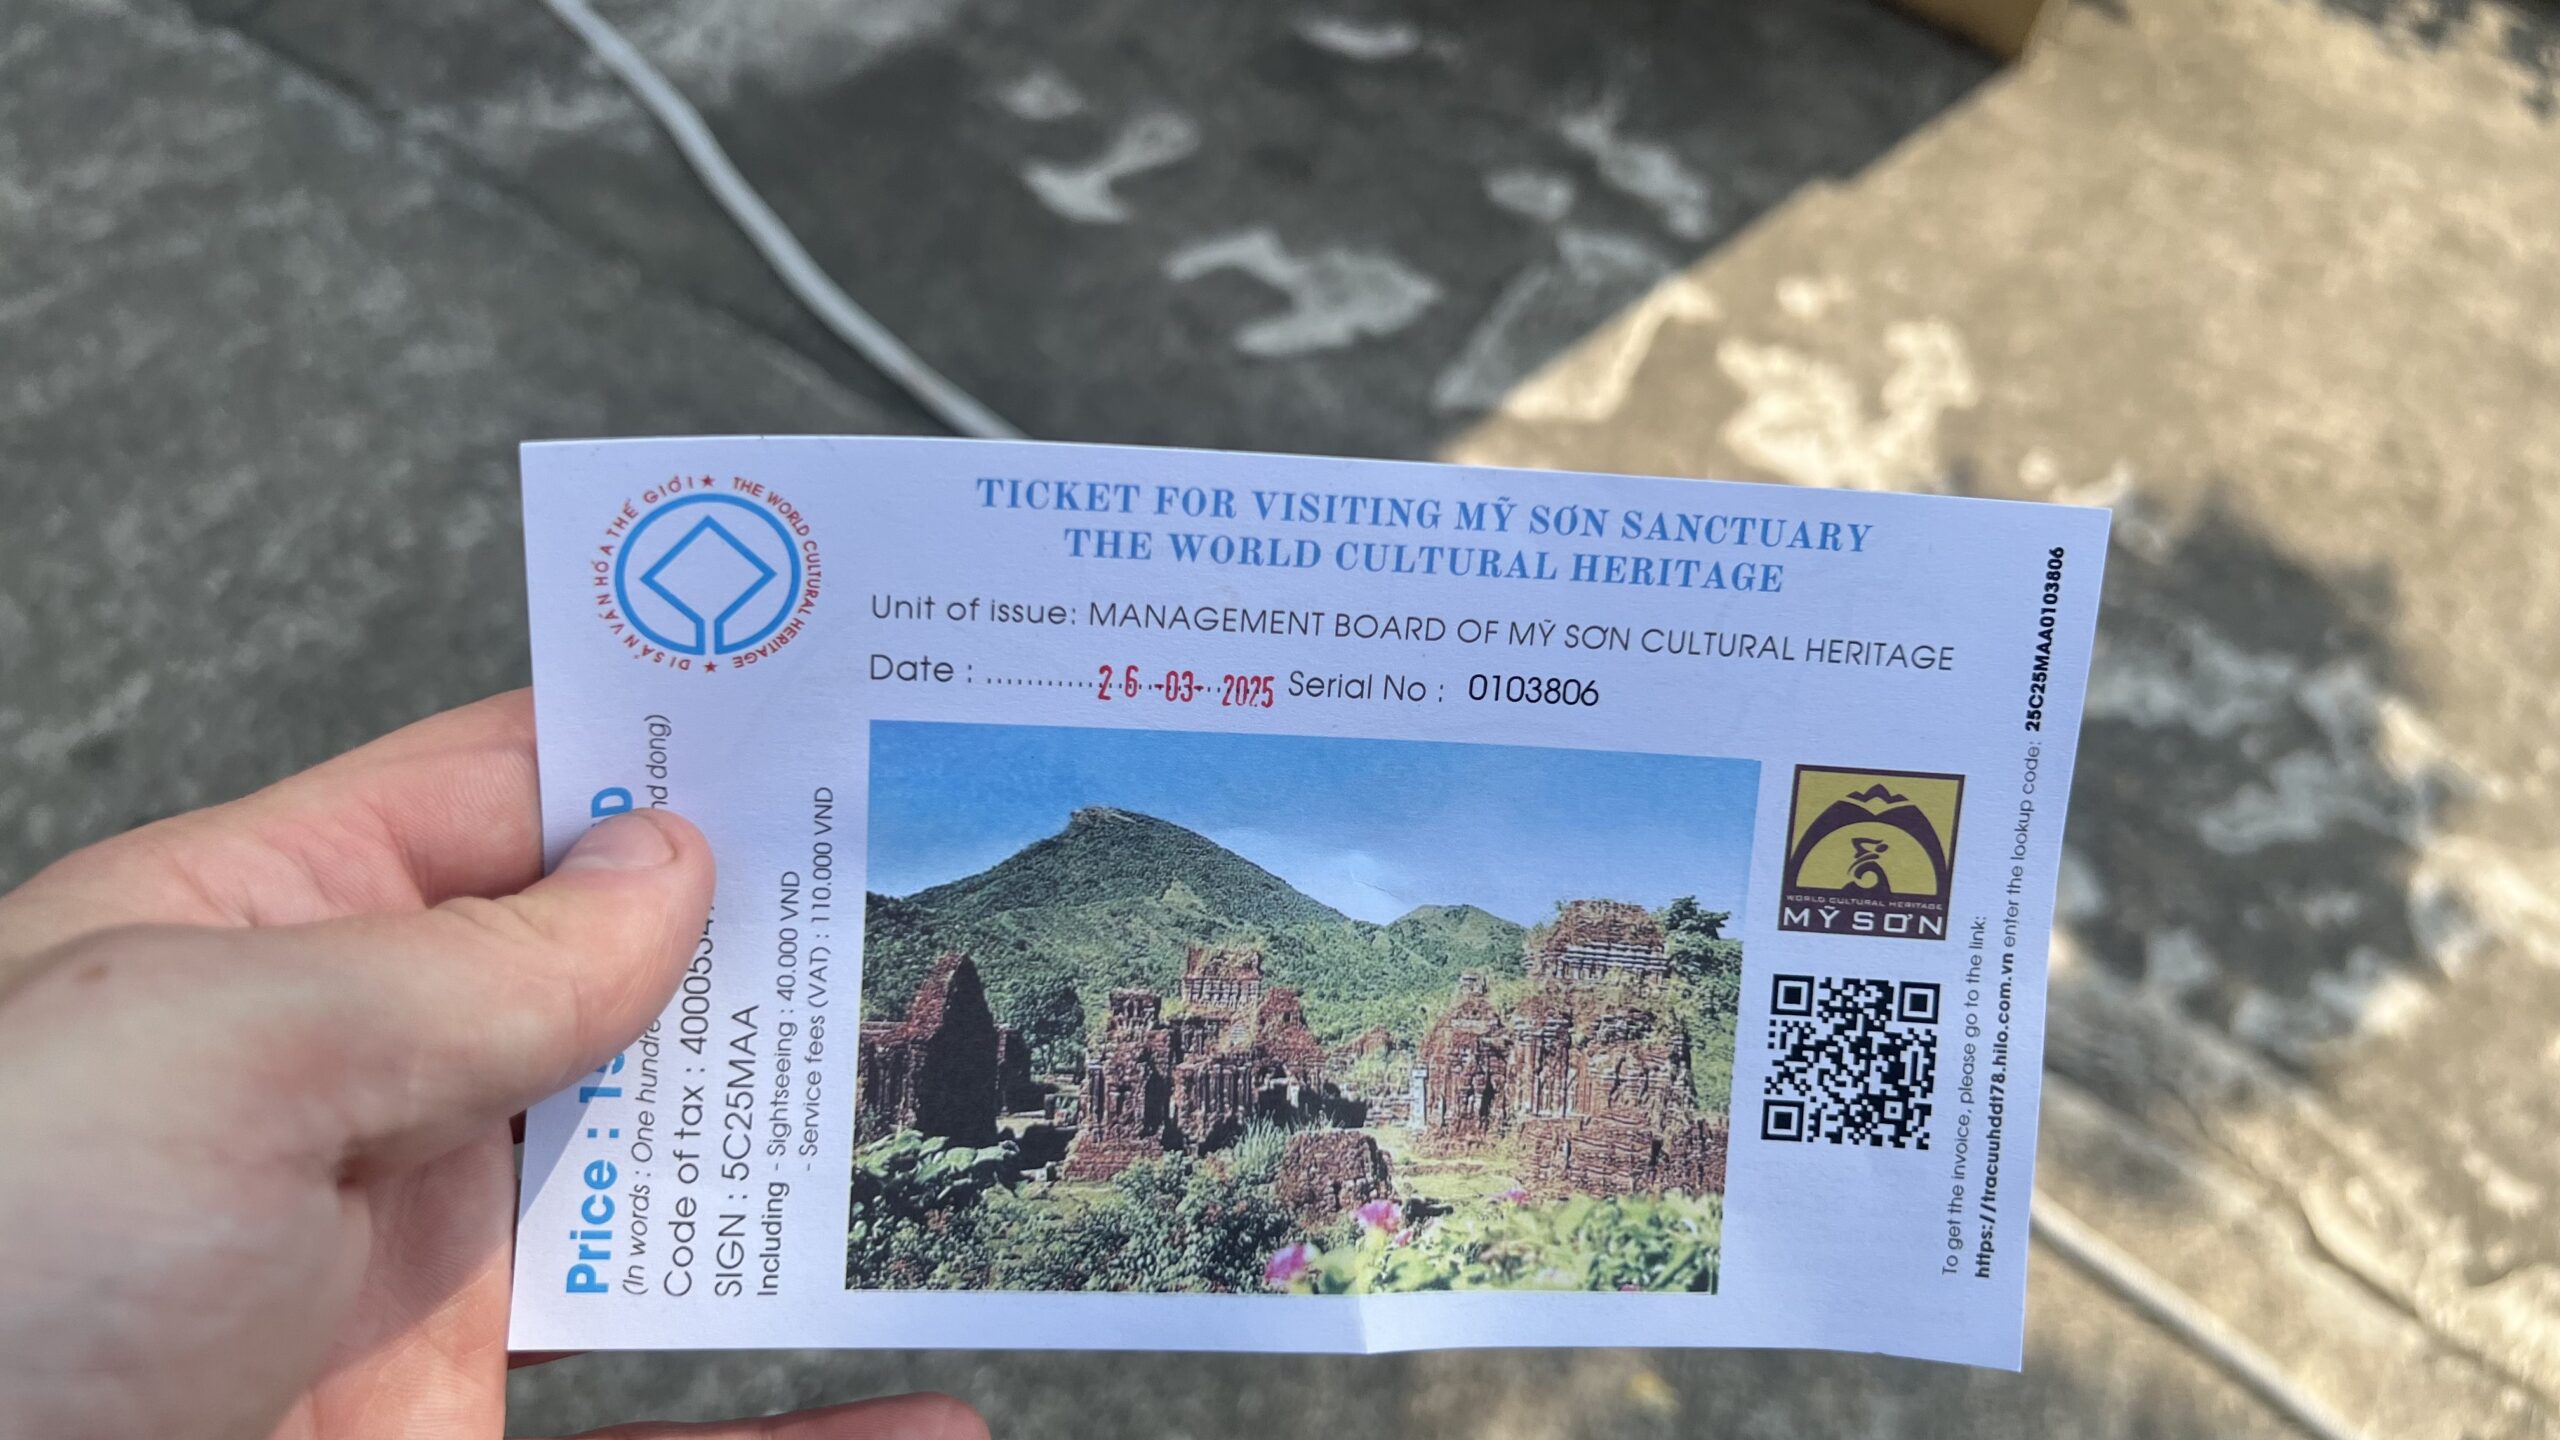 DI SẢN VĂN HÓA THẾ GIỚI ★ THE WORLD CULTURAL HERITAGE ★
TICKET FOR VISITING MỸ SƠN SANCTUARY
THE WORLD CULTURAL HERITAGE
Unit of issue: MANAGEMENT BOARD OF MỸ SƠN CULTURAL HERITAGE
Date : ............26-03-2025 Serial No : 0103806
Price :
(In words : One dong)
Code of tax :
SIGN : 5C25MAA
Including - Sightseeing : 40.000 VND
- Service fees (VAT) : 110.000 VND
WORLD CULTURAL HERITAGE
MỸ SƠN
To get the invoice, please go to the link:
https://tracuuhddt78.hilo.com.vn enter the lookup code: 25C25MAA0103806